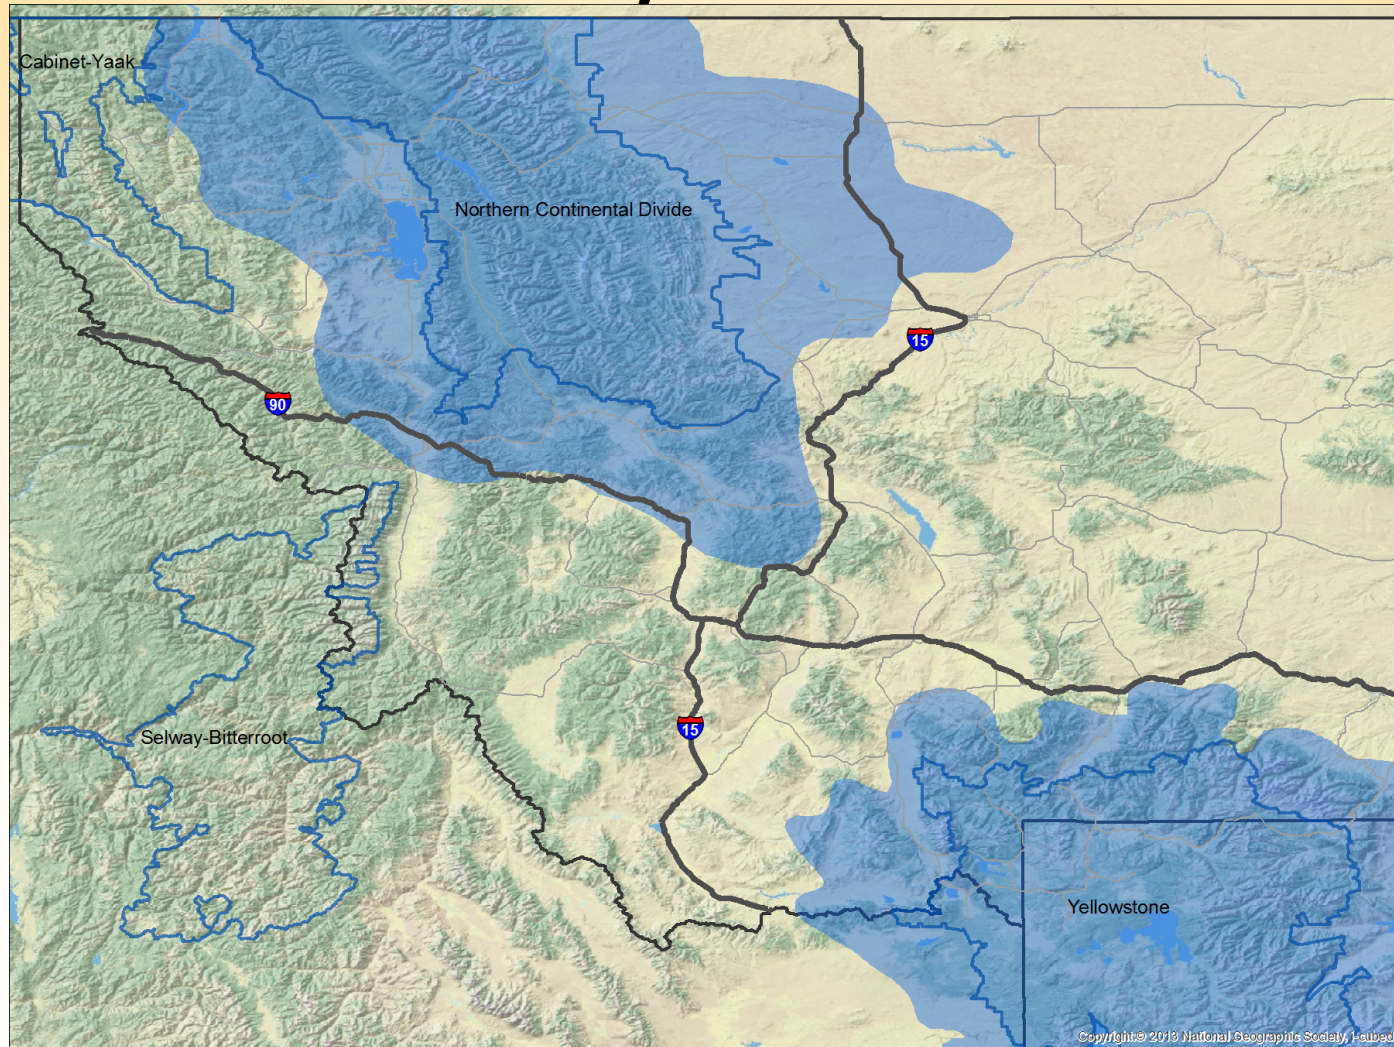 Cabinet-Yaak
Northern Continental Divide
15
90
15
Selway-Bitterroot
Yellowstone
Copyright:© 2013 National Geographic Society, i-cubed